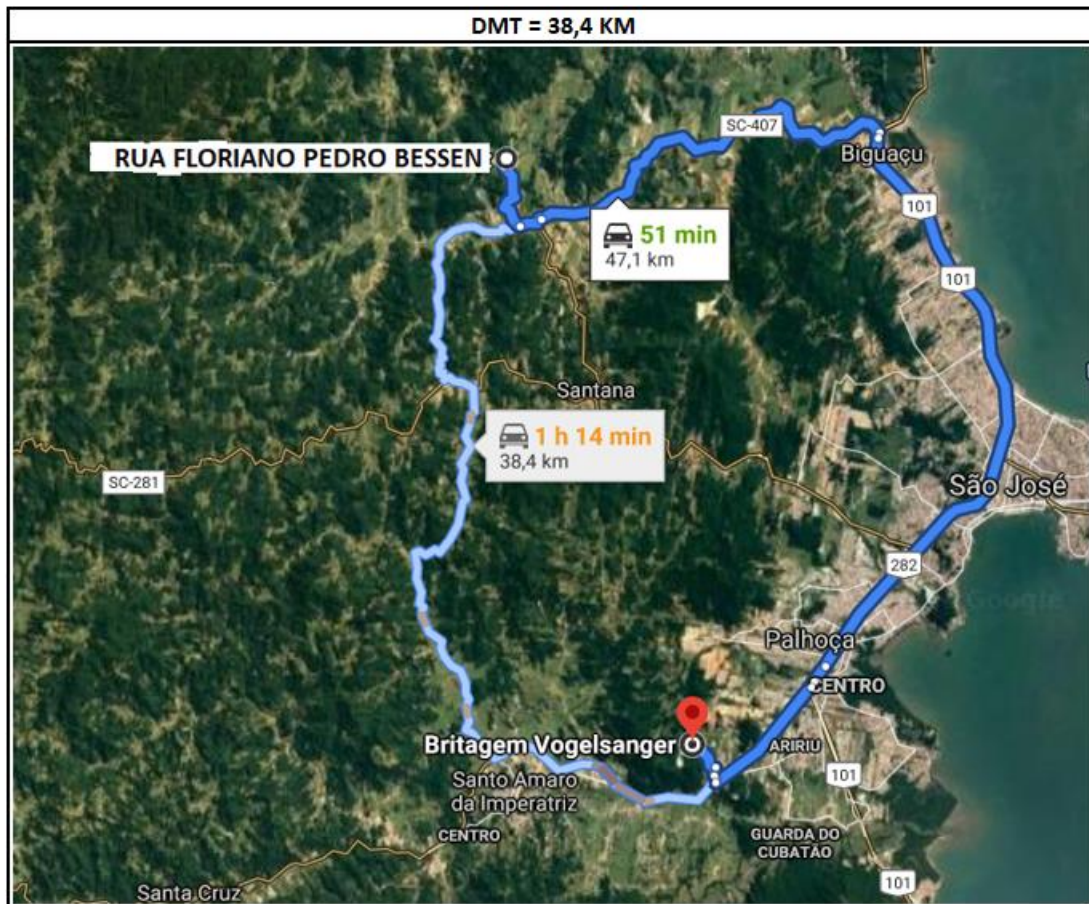 DMT = 38,4 KM
SC-407
RUA FLORIANO PEDRO BESSEN
Biguaçu
101
51 min
47,1 km
101
Santana
1 h 14 min
38,4 km
SC-281
São José
282
Google
Palhoça
CENTRO
Britagem Vogelsanger
ARIRIU
101
Santo Amaro
da Imperatriz
CENTRO
GUARDA DO
CUBATÃO
101
Santa Cruz